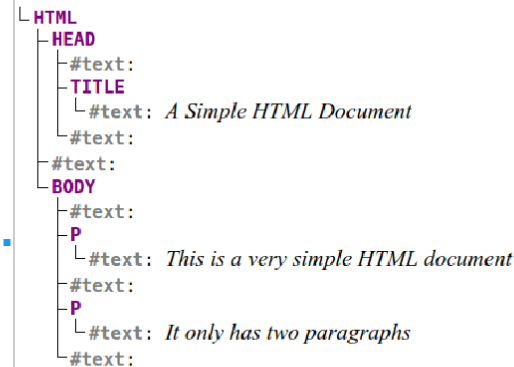 HTML
HEAD
#text:
TITLE
#text: A Simple HTML Document
#text:
#text:
BODY
#text:
P
#text: This is a very simple HTML document
#text:
P
#text: It only has two paragraphs
#text: